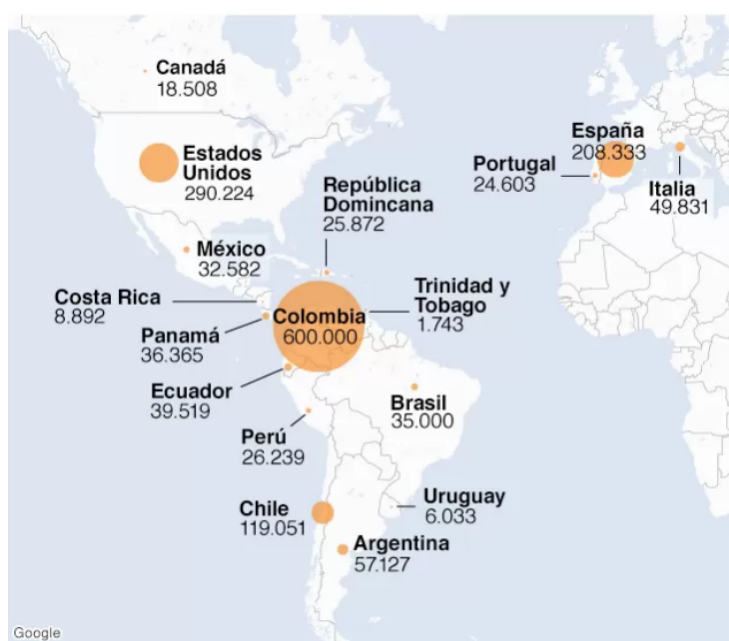 Canadá
18.508
Estados
Unidos
290.224
España
208.333
Portugal
24.603
Italia
49.831
República
Domincana
25.872
México
32.582
Costa Rica
8.892
Trinidad y
Tobago
1.743
Colombia
600.000
Panamá
36.365
Ecuador
39.519
Brasil
35.000
Perú
26.239
Chile
119.051
Uruguay
6.033
Argentina
57.127
Google